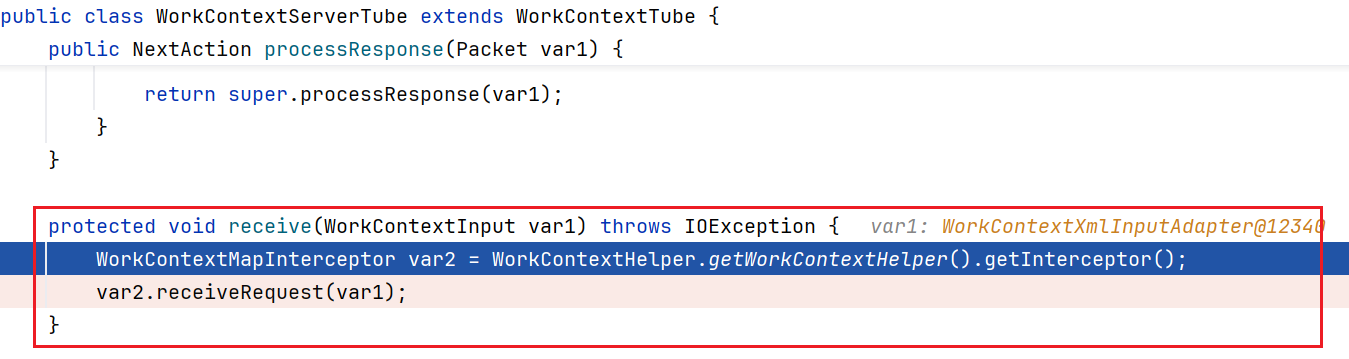 public class WorkContextServerTube extends WorkContextTube {
public NextAction processResponse(Packet var1) {
return super.processResponse(var1);
}
}
protected void receive(WorkContextInput var1) throws IOException { var1: WorkContextXmlInputAdapter@12340
WorkContextMapInterceptor var2 = WorkContextHelper.getWorkContextHelper().getInterceptor();
var2.receiveRequest(var1);
}